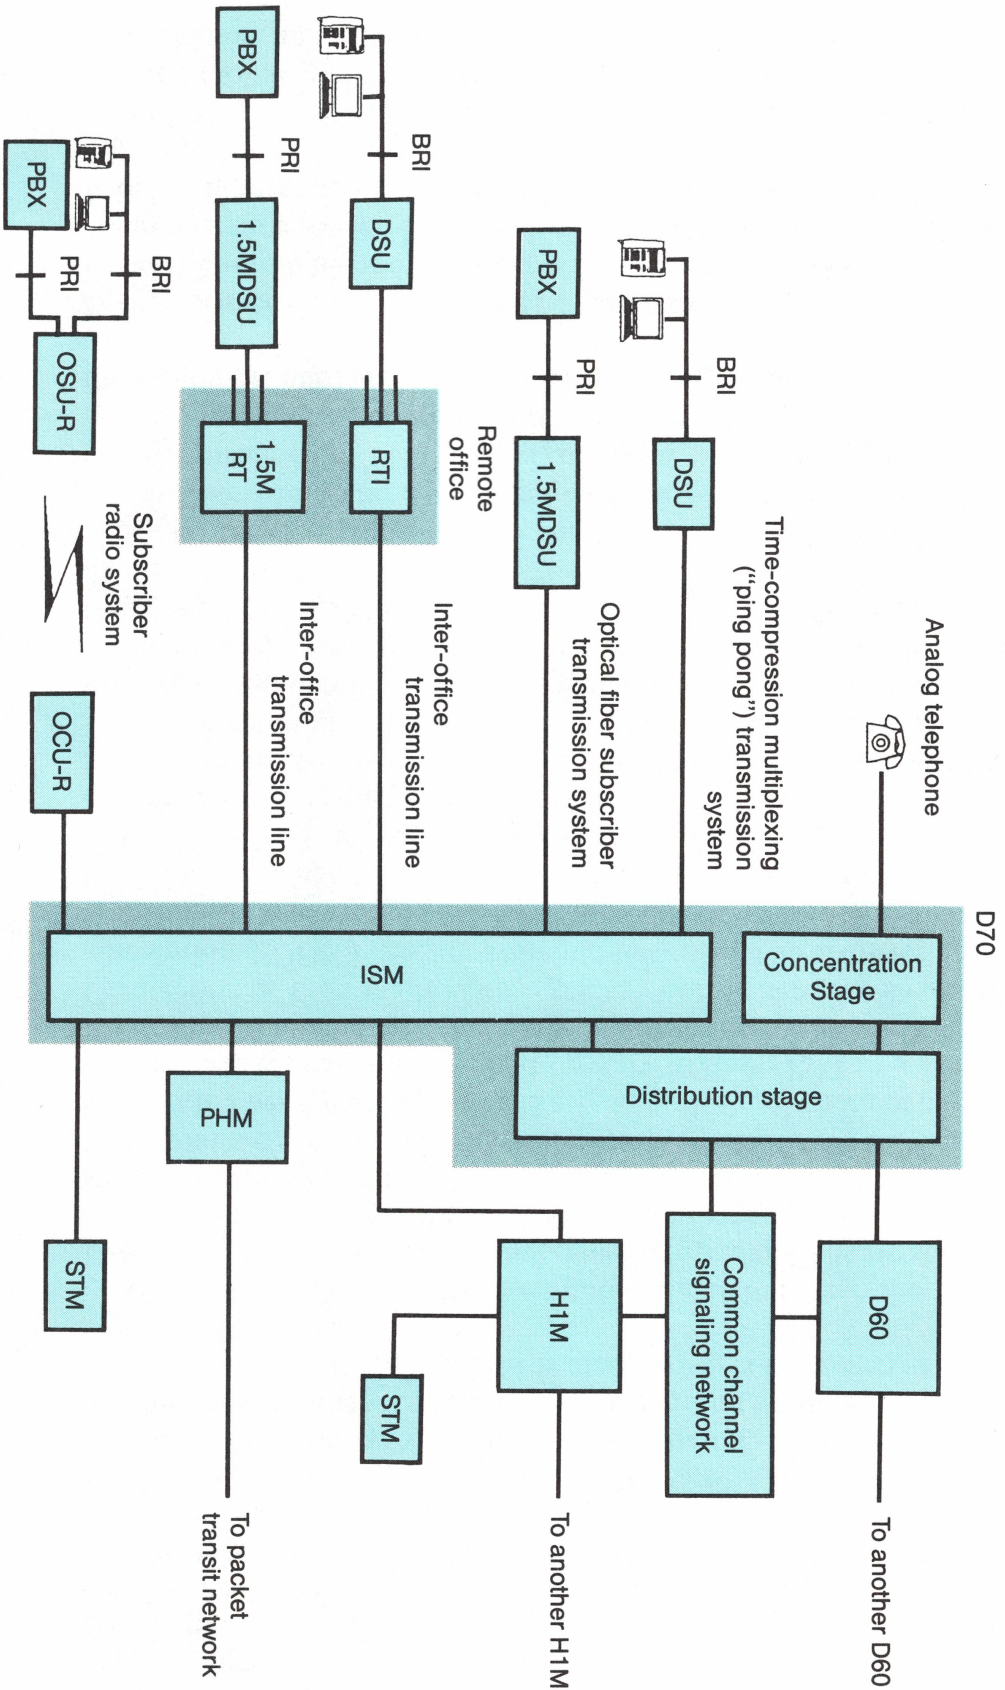 D70
Analog telephone
Concentration
Stage
Time-compression multiplexing
("ping pong") transmission
system
BRI
DSU
PBX
PRI
1.5MDSU
Optical fiber subscriber
transmission system
Distribution stage
D60
To another D60
Common channel
signaling network
H1M
To another H1M
STM
Remote
office
BRI
DSU
RTI
Inter-office
transmission line
PBX
PRI
1.5MDSU
1.5M
RT
Inter-office
transmission line
ISM
PHM
To packet
transit network
BRI
PBX
PRI
OSU-R
Subscriber
radio system
OCU-R
STM